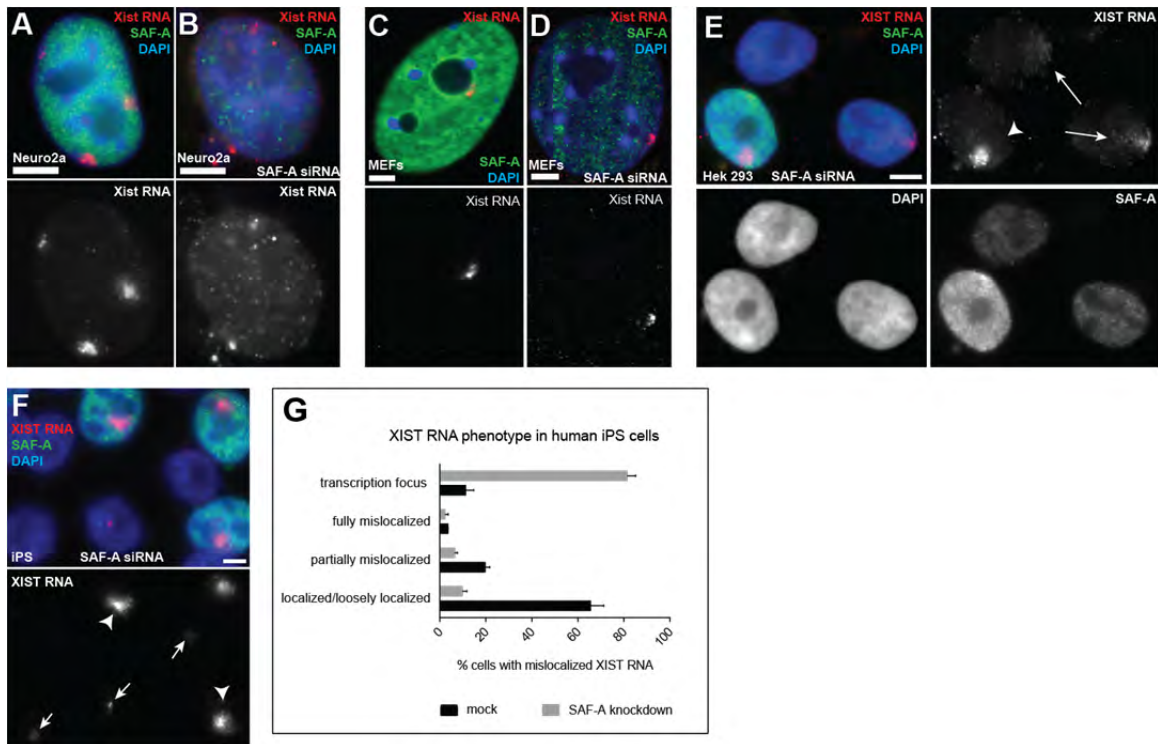 A
Xist RNA
SAF-A
DAPI
Neuro2a
Xist RNA
B
Xist RNA
SAF-A
DAPI
Neuro2a
SAF-A siRNA
Xist RNA
C
SAF-A
DAPI
MEFs
Xist RNA
D
Xist RNA
SAF-A
DAPI
MEFs
SAF-A siRNA
Xist RNA
E
XIST RNA
SAF-A
DAPI
Hek 293 SAF-A siRNA
XIST RNA
DAPI
SAF-A
F
XIST RNA
SAF-A
DAPI
iPS SAF-A siRNA
XIST RNA
G
XIST RNA phenotype in human iPS cells
transcription focus
fully mislocalized
partially mislocalized
localized/loosely localized
0 20 40 60 80 100
% cells with mislocalized XIST RNA
mock SAF-A knockdown